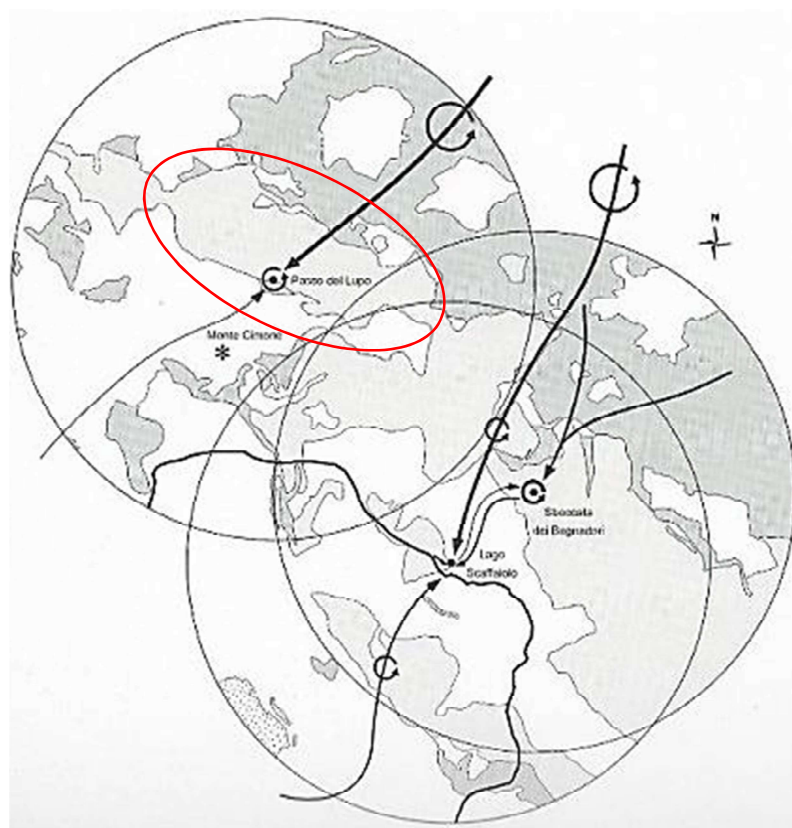 N
Passo del Lupo
Monte Cimone
Sboccata
dei Bagnadori
Lago
Scaffaiolo